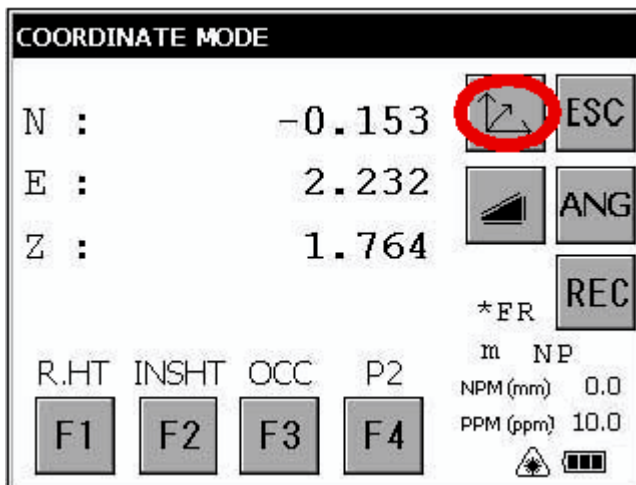 COORDINATE MODE
N : -0.153
E : 2.232
Z : 1.764
ESC
ANG
REC
*FR
m NP
NPM (mm) 0.0
PPM (ppm) 10.0
R.HT INSHT OCC P2
F1 F2 F3 F4